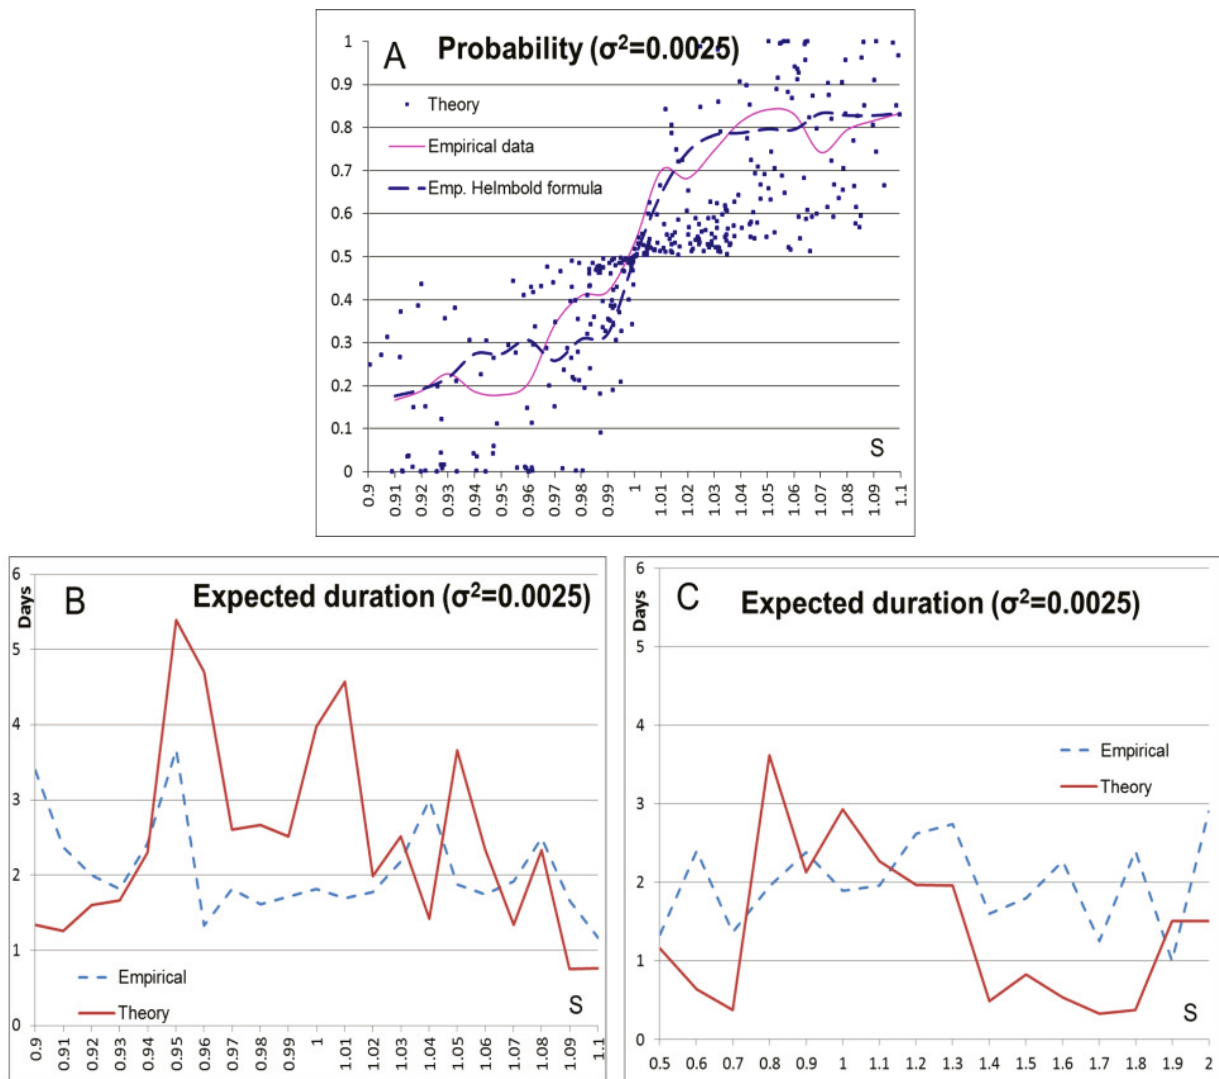 A Probability (σ²=0.0025)
1
0.9
0.8
0.7
0.6
0.5
0.4
0.3
0.2
0.1
0
Theory
Empirical data
Emp. Helmbold formula
S
0.9 0.91 0.92 0.93 0.94 0.95 0.96 0.97 0.98 0.99 1 1.01 1.02 1.03 1.04 1.05 1.06 1.07 1.08 1.09 1.1
B Expected duration (σ²=0.0025)
Days
6
5
4
3
2
1
0
Empirical
Theory
S
0.9 0.91 0.92 0.93 0.94 0.95 0.96 0.97 0.98 0.99 1 1.01 1.02 1.03 1.04 1.05 1.06 1.07 1.08 1.09 1.1
C Expected duration (σ²=0.0025)
Days
6
5
4
3
2
1
0
Empirical
Theory
S
0.5 0.6 0.7 0.8 0.9 1 1.1 1.2 1.3 1.4 1.5 1.6 1.7 1.8 1.9 2